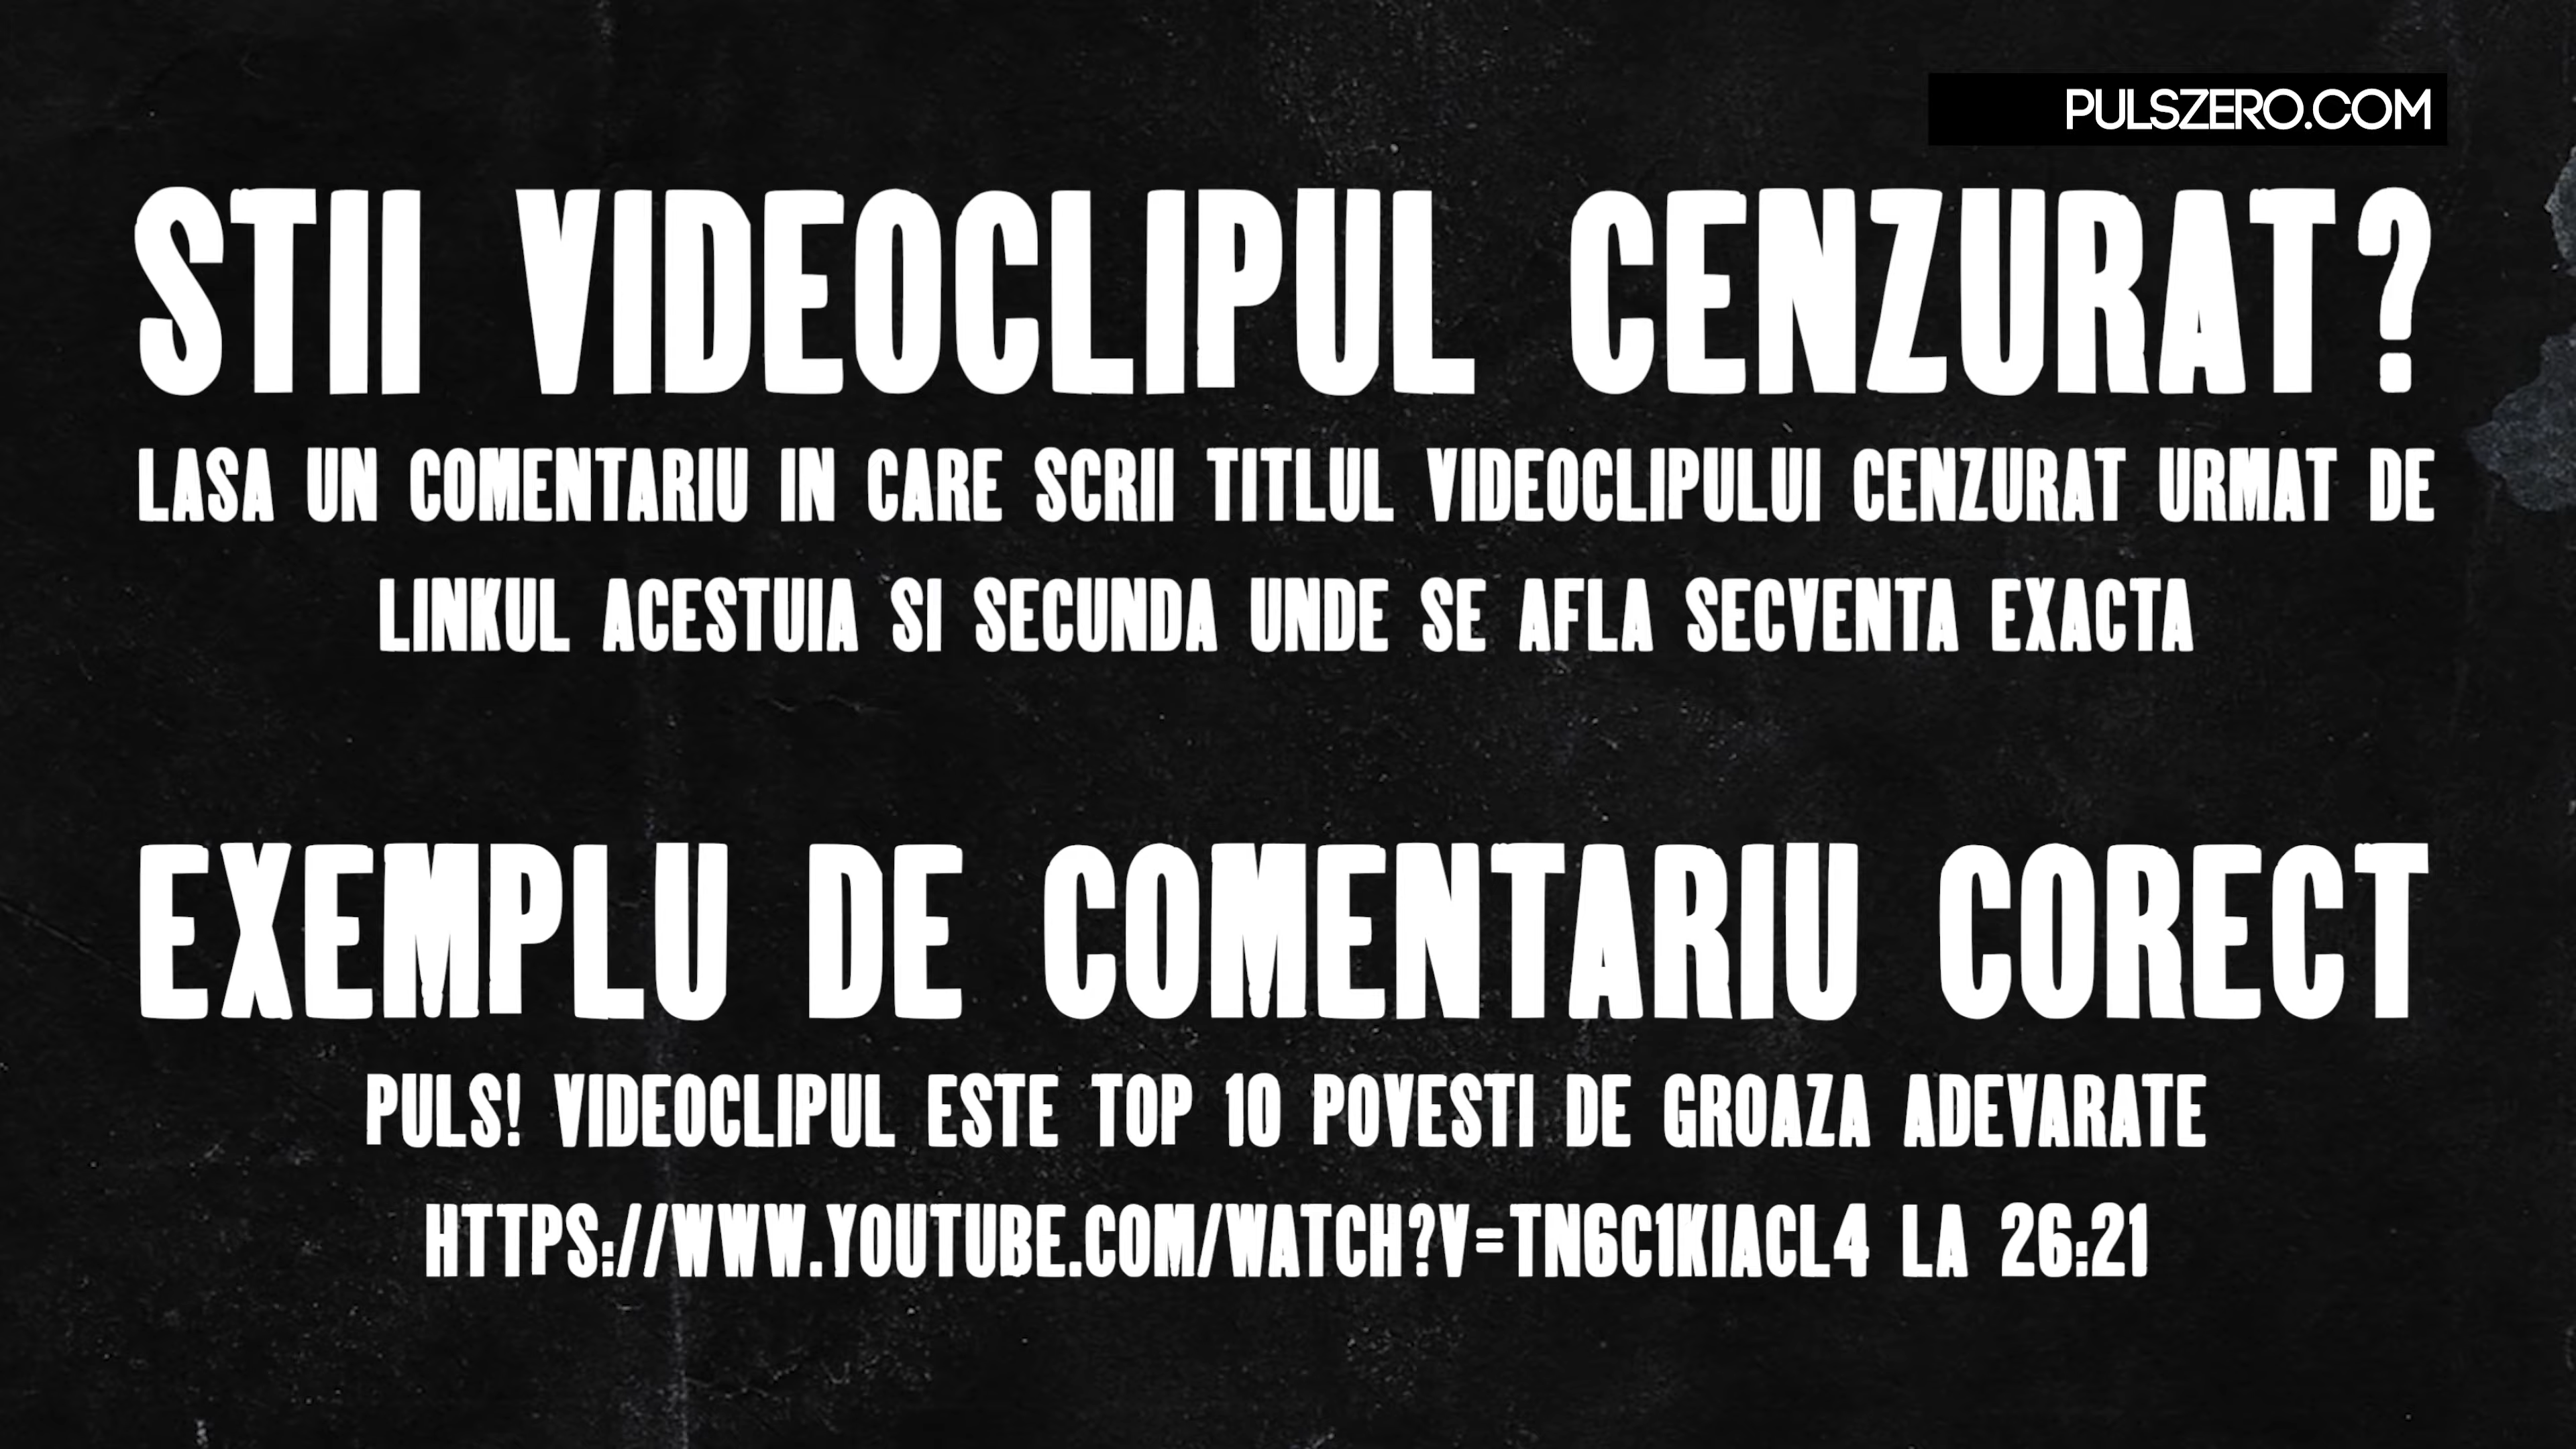 PULSZERO.COM
STII VIDEOCLIPUL CENZURAT?
LASA UN COMENTARIU IN CARE SCRII TITLUL VIDEOCLIPULUI CENZURAT URMAT DE
LINKUL ACESTUIA SI SECUNDA UNDE SE AFLA SECVENTA EXACTA
EXEMPLU DE COMENTARIU CORECT
PULS! VIDEOCLIPUL ESTE TOP 10 POVESTI DE GROAZA ADEVARATE
HTTPS://WWW.YOUTUBE.COM/WATCH?V=TN6C1KIACL4 LA 26:21